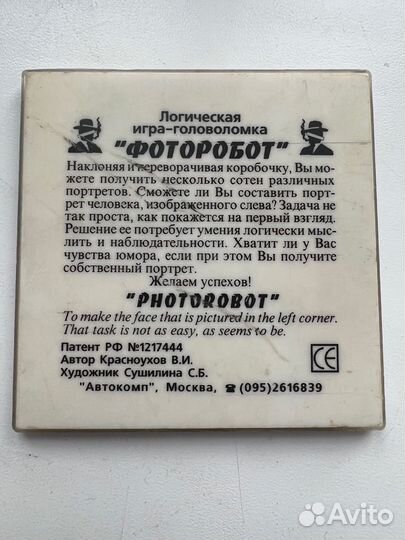 Логическая
игра-головоломка
"ФОТОРОБОТ"
Наклоняя и переворачивая коробочку, Вы мо-
жете получить несколько сотен различных
портретов. Сможете ли Вы составить порт-
рет человека, изображенного слева? Задача не
так проста, как покажется на первый взгляд.
Решение ее потребует умения логически мыс-
лить и наблюдательности. Хватит ли у Вас
чувства юмора, если при этом Вы получите
собственный портрет.
Желаем успехов!
"PHOTOROBOT"
To make the face that is pictured in the left corner.
That task is not as easy, as seems to be.
Патент РФ №1217444
Автор Красноухов В.И.
Художник Сушилина С.Б.
"Автокомп", Москва, ☎ (095)2616839
CE
Avito